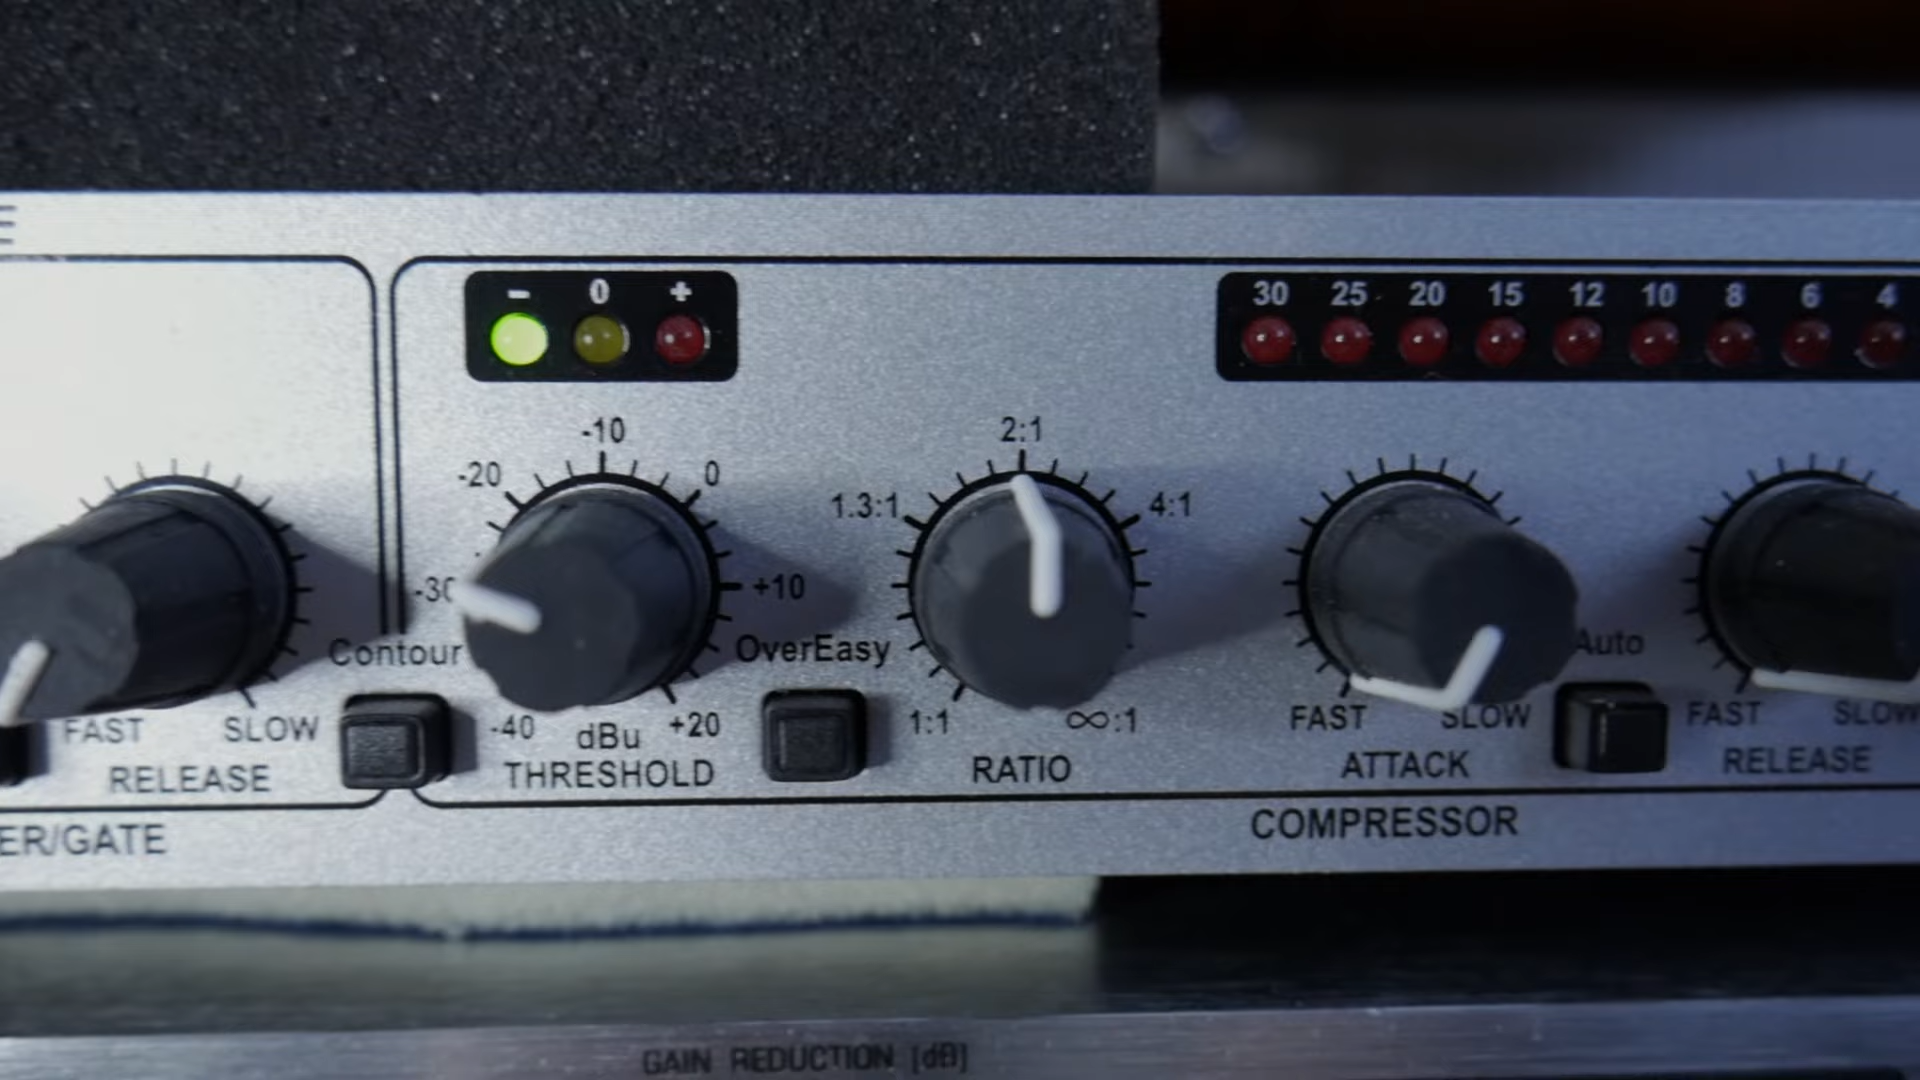 - 0 +
30 25 20 15 12 10 8 6 4
-10 2:1
-20 0
1.3:1 4:1
-30 +10
Contour OverEasy Auto
-40 dBu +20 1:1 ∞:1 FAST SLOW FAST SLOW
FAST SLOW
RELEASE THRESHOLD RATIO ATTACK RELEASE
ER/GATE COMPRESSOR
GAIN REDUCTION [dB]